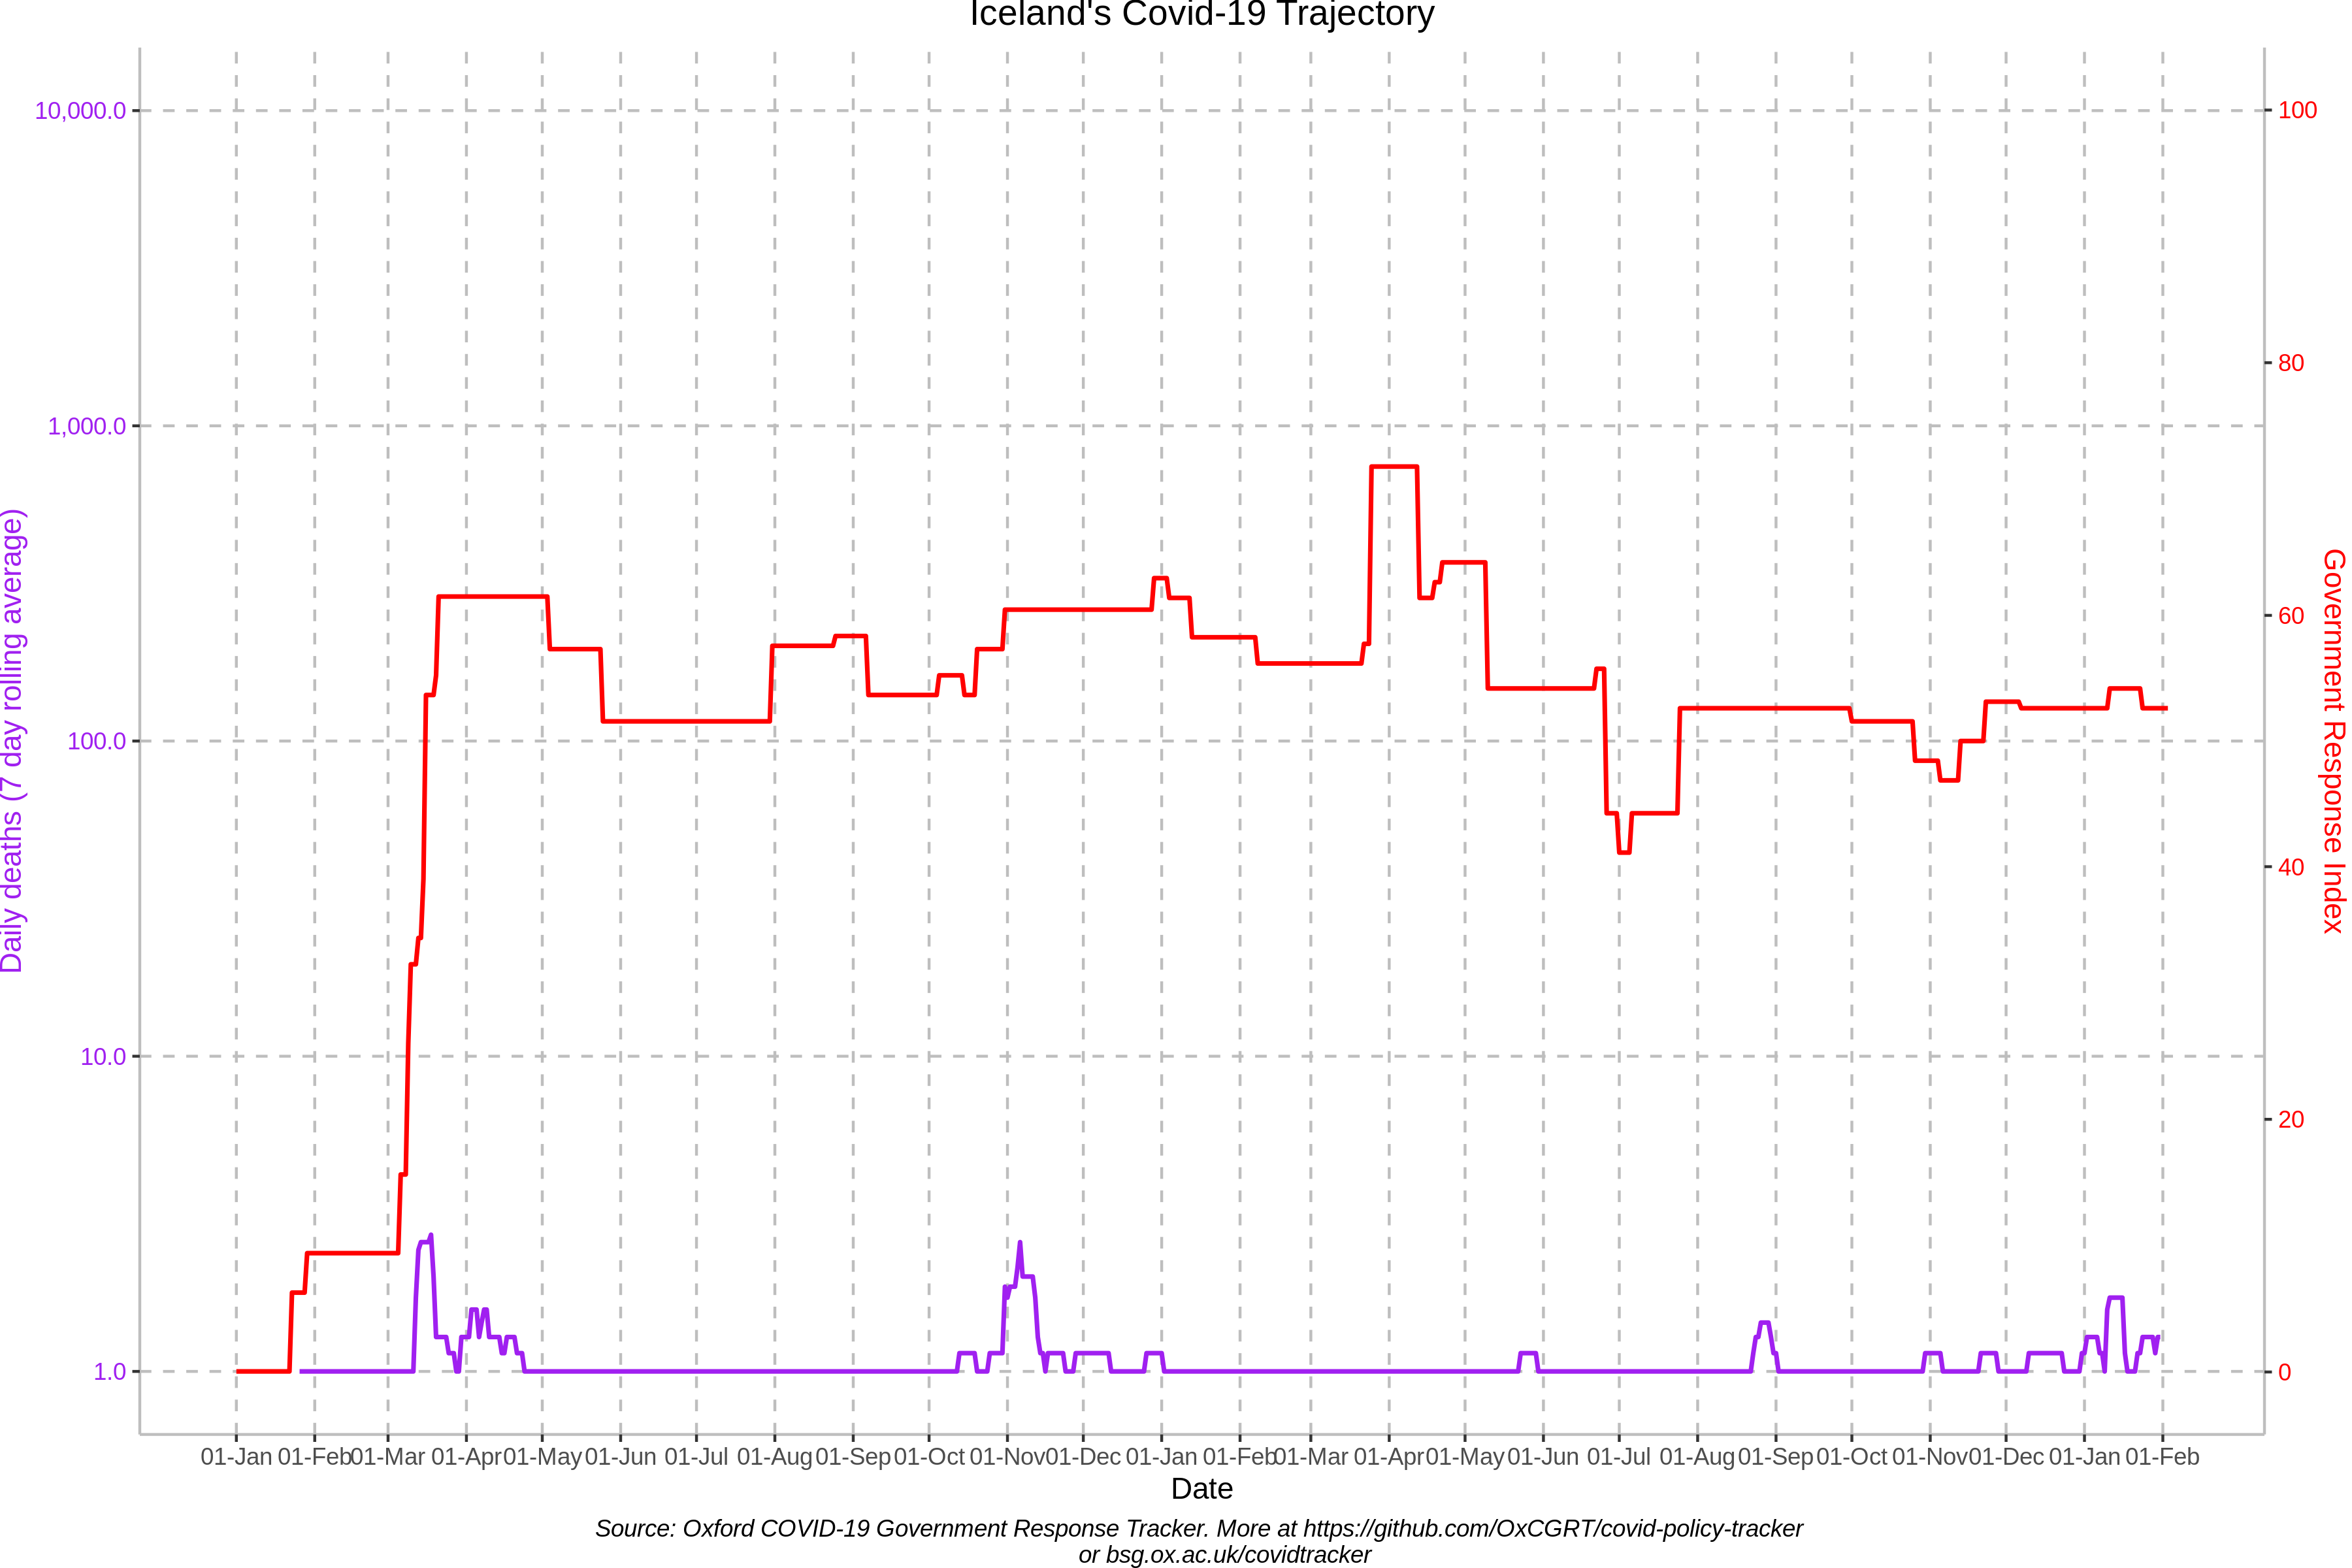 Iceland's Covid-19 Trajectory
10,000.0
1,000.0
100.0
10.0
1.0
Daily deaths (7 day rolling average)
100
80
60
40
20
0
Government Response Index
01-Jan 01-Feb 01-Mar 01-Apr 01-May 01-Jun 01-Jul 01-Aug 01-Sep 01-Oct 01-Nov 01-Dec 01-Jan 01-Feb 01-Mar 01-Apr 01-May 01-Jun 01-Jul 01-Aug 01-Sep 01-Oct 01-Nov 01-Dec 01-Jan 01-Feb
Date
Source: Oxford COVID-19 Government Response Tracker. More at https://github.com/OxCGRT/covid-policy-tracker
or bsg.ox.ac.uk/covidtracker